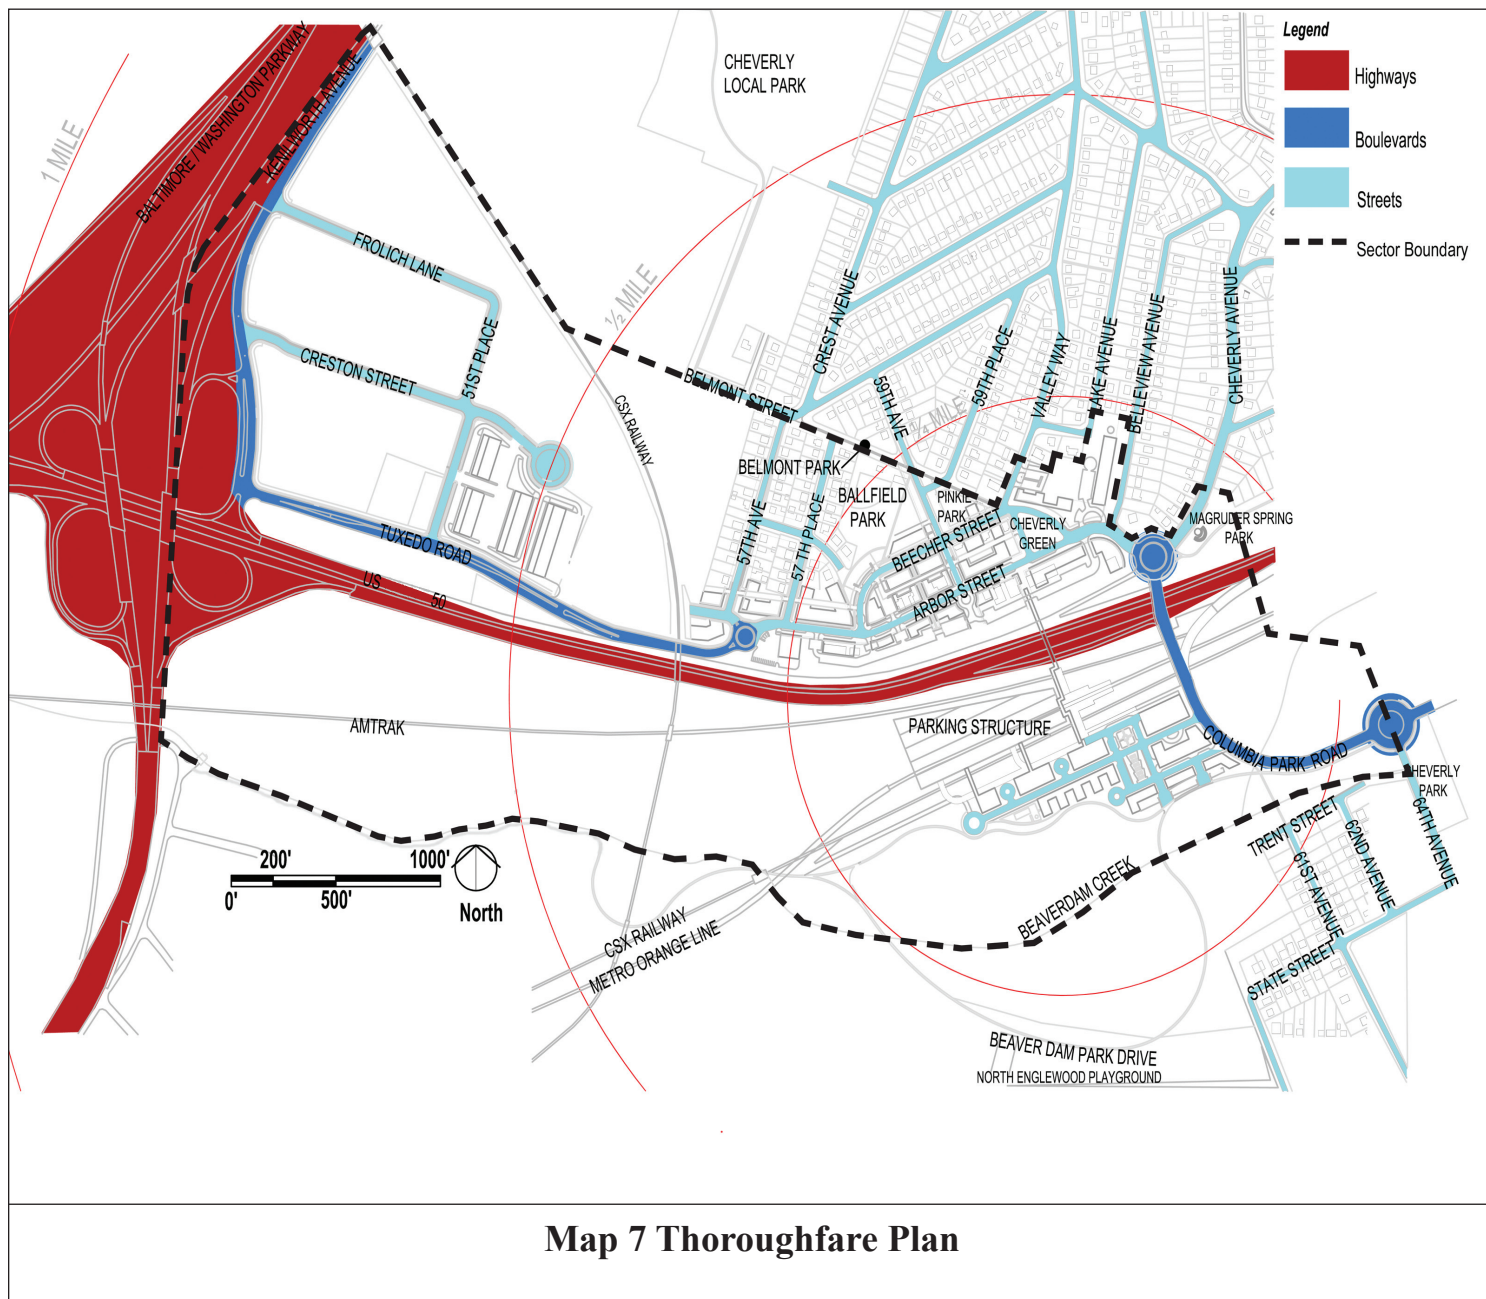 Legend
Highways
Boulevards
Streets
Sector Boundary
CHEVERLY
LOCAL PARK
1 MILE
BALTIMORE / WASHINGTON PARKWAY
KENILWORTH AVENUE
FROLICH LANE
½ MILE
CRESTON STREET
51ST PLACE
CSX RAILWAY
BELMONT STREET
CREST AVENUE
59TH AVE
59TH PLACE
VALLEY WAY
LAKE AVENUE
BELLEVIEW AVENUE
CHEVERLY AVENUE
¼ MILE
BELMONT PARK
BALLFIELD
PARK
PINKIE
PARK
CHEVERLY
GREEN
MAGRUDER SPRING
PARK
57TH AVE
57 TH PLACE
BEECHER STREET
ARBOR STREET
TUXEDO ROAD
US
50
AMTRAK
PARKING STRUCTURE
COLUMBIA PARK ROAD
HEVERLY
PARK
TRENT STREET
61ST AVENUE
62ND AVENUE
64TH AVENUE
STATE STREET
200'
1000'
0'
500'
North
CSX RAILWAY
METRO ORANGE LINE
BEAVERDAM CREEK
BEAVER DAM PARK DRIVE
NORTH ENGLEWOOD PLAYGROUND
Map 7 Thoroughfare Plan